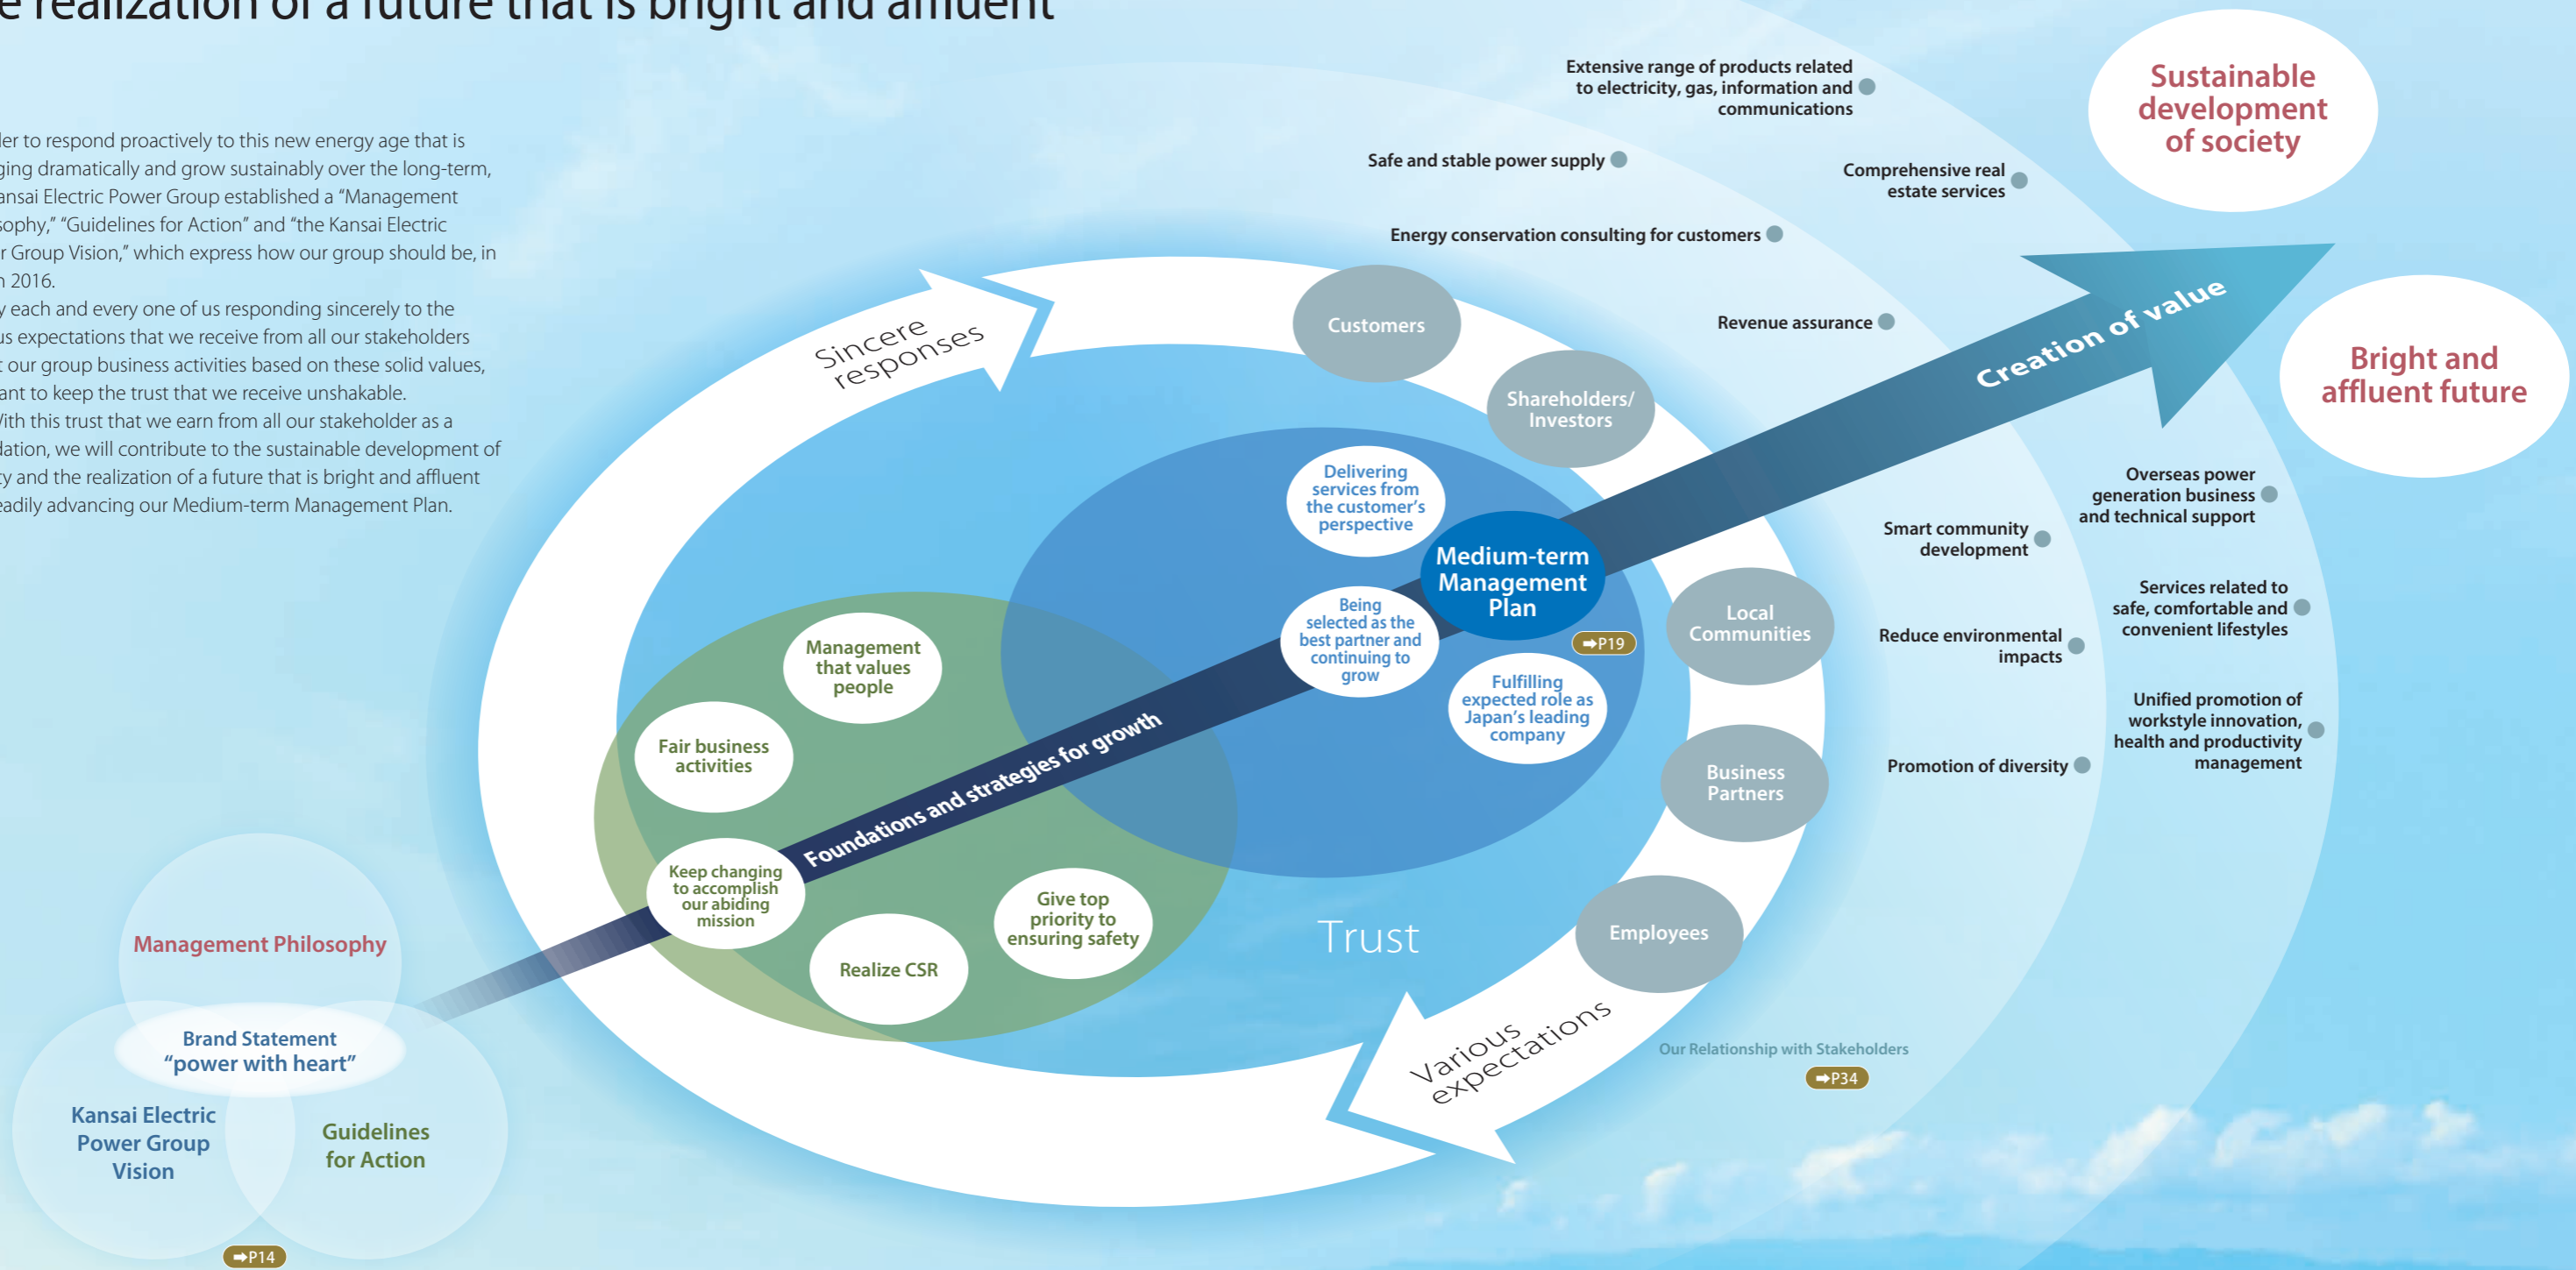 realization of a future that is bright and affluent
to respond proactively to this new energy age that is
dramatically and grow sustainably over the long-term,
Electric Power Group established a “Management
“Guidelines for Action” and “the Kansai Electric
Group Vision,” which express how our group should be, in
2016.
each and every one of us responding sincerely to the
expectations that we receive from all our stakeholders
our group business activities based on these solid values,
to keep the trust that we receive unshakable.
With this trust that we earn from all our stakeholder as a
we will contribute to the sustainable development of
and the realization of a future that is bright and affluent
advancing our Medium-term Management Plan.
Extensive range of products related
to electricity, gas, information and
communications
Safe and stable power supply
Comprehensive real
estate services
Energy conservation consulting for customers
Revenue assurance
Sustainable
development
of society
Bright and
affluent future
Creation of value
Sincere
responses
Customers
Shareholders/
Investors
Local
Communities
Business
Partners
Employees
Delivering
services from
the customer’s
perspective
Medium-term
Management
Plan
➡P19
Being
selected as the
best partner and
continuing to
grow
Fulfilling
expected role as
Japan’s leading
company
Foundations and strategies for growth
Management
that values
people
Fair business
activities
Keep changing
to accomplish
our abiding
mission
Realize CSR
Give top
priority to
ensuring safety
Trust
Various
expectations
Overseas power
generation business
and technical support
Smart community
development
Services related to
safe, comfortable and
convenient lifestyles
Reduce environmental
impacts
Unified promotion of
workstyle innovation,
health and productivity
management
Promotion of diversity
Our Relationship with Stakeholders
➡P34
Management Philosophy
Brand Statement
“power with heart”
Kansai Electric
Power Group
Vision
Guidelines
for Action
➡P14